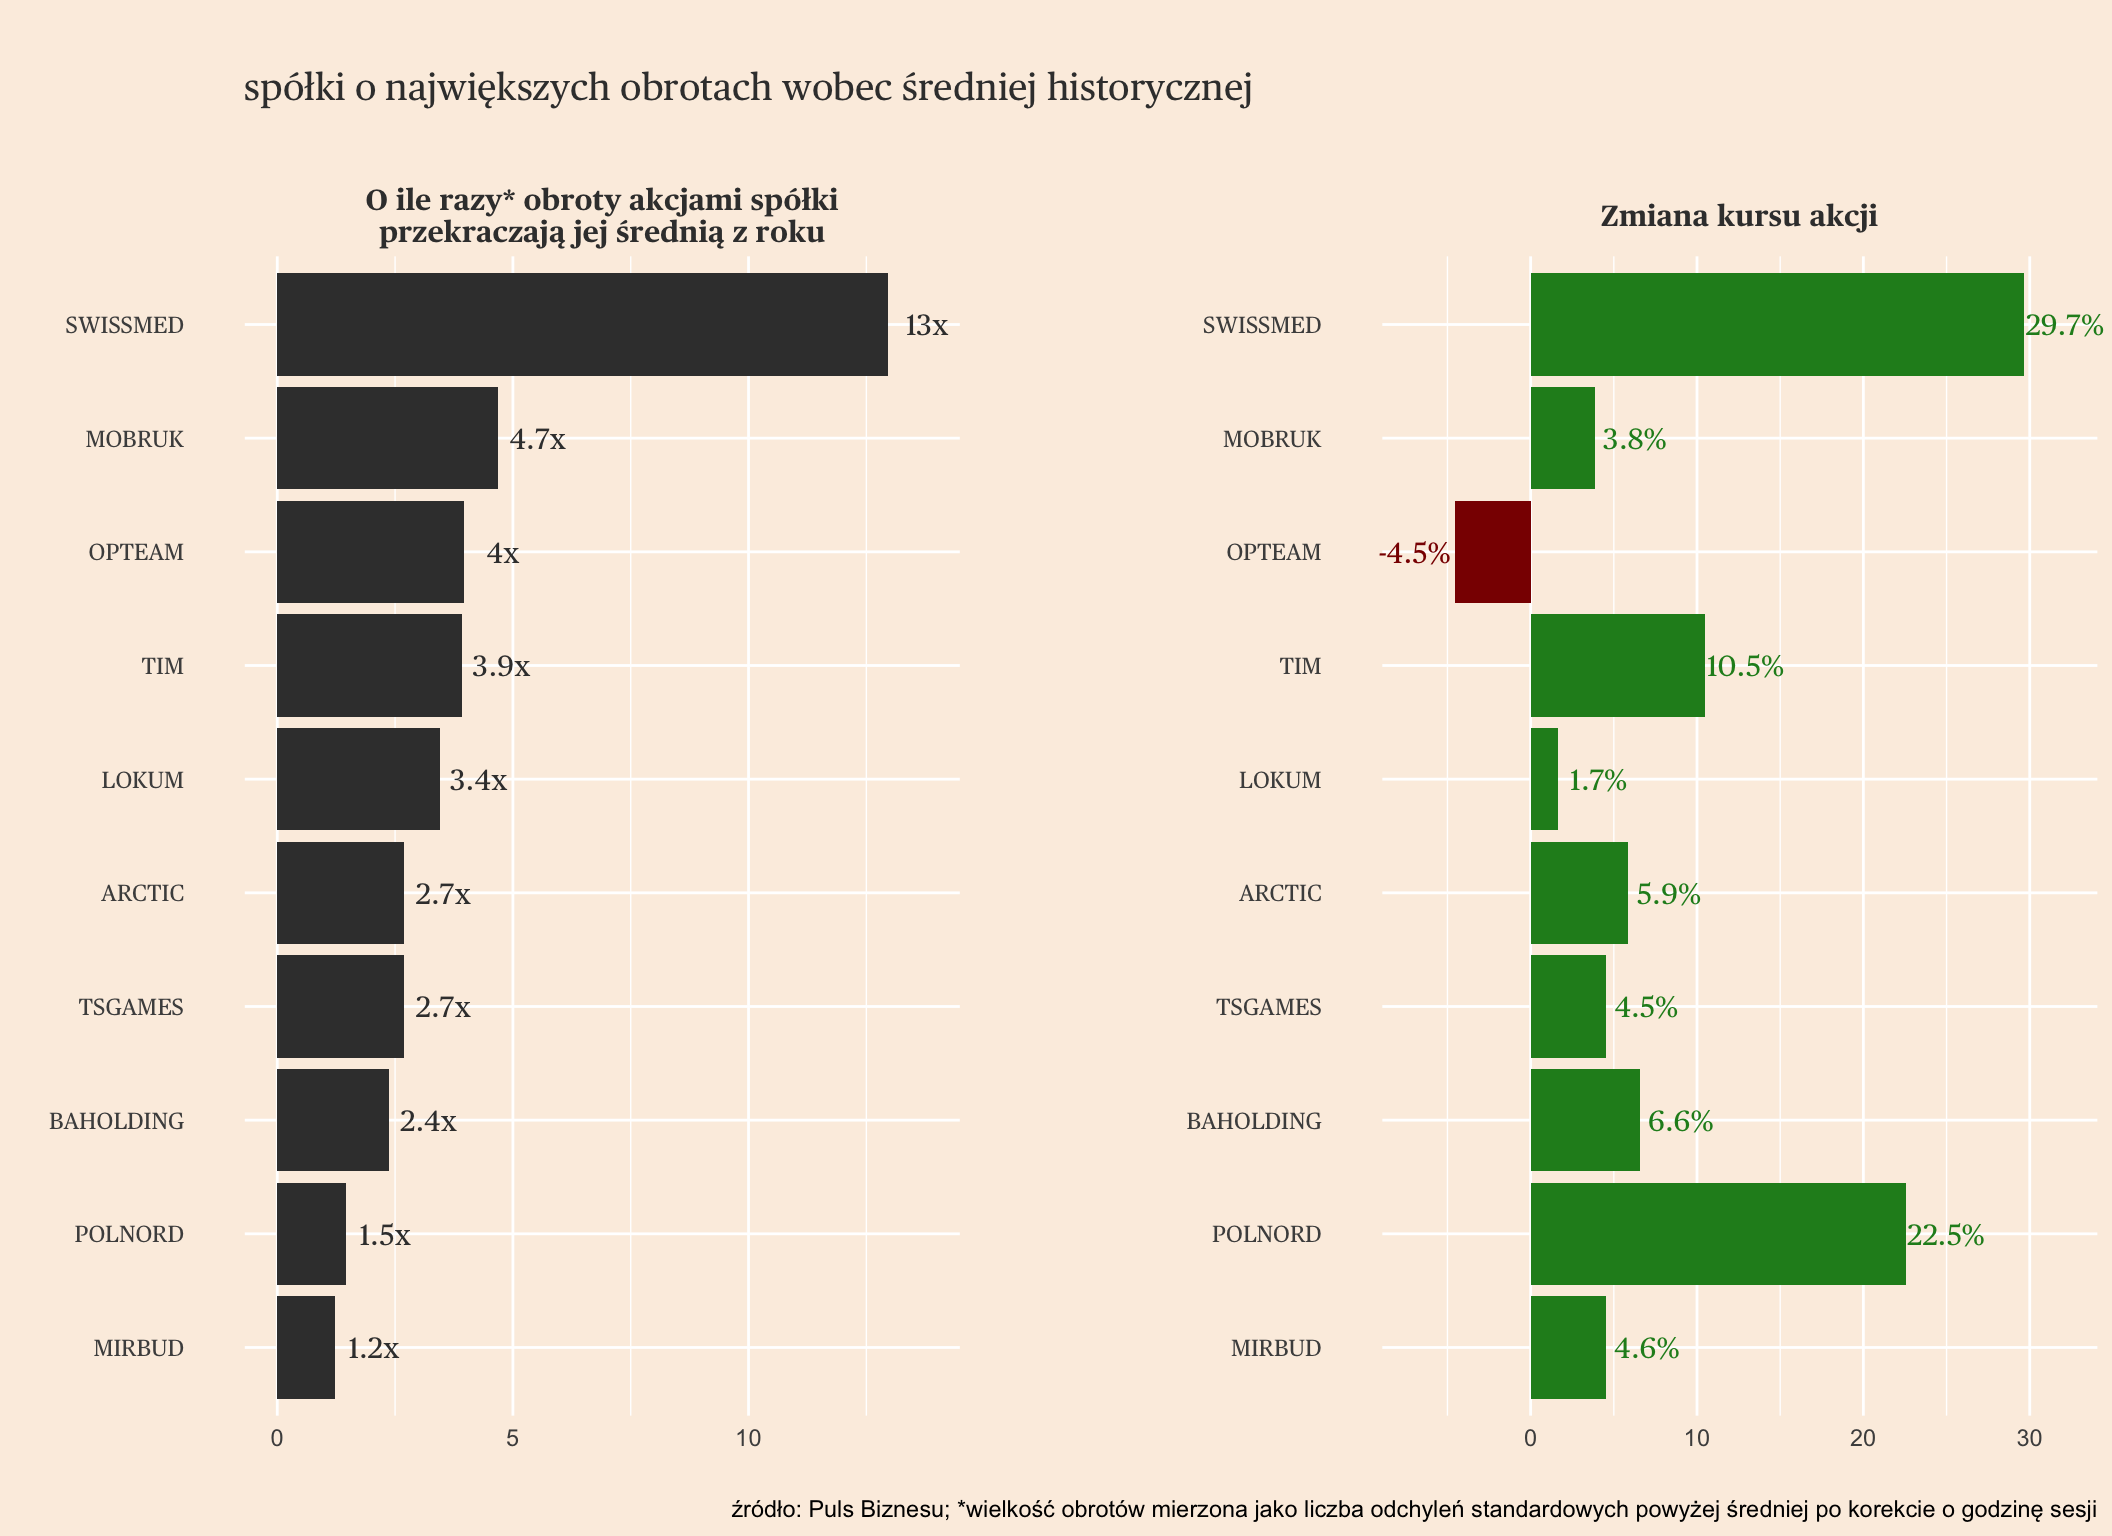 spółki o największych obrotach wobec średniej historycznej
O ile razy* obroty akcjami spółki
przekraczają jej średnią z roku
SWISSMED 13x
MOBRUK 4.7x
OPTEAM 4x
TIM 3.9x
LOKUM 3.4x
ARCTIC 2.7x
TSGAMES 2.7x
BAHOLDING 2.4x
POLNORD 1.5x
MIRBUD 1.2x
0 5 10
Zmiana kursu akcji
SWISSMED 29.7%
MOBRUK 3.8%
OPTEAM -4.5%
TIM 10.5%
LOKUM 1.7%
ARCTIC 5.9%
TSGAMES 4.5%
BAHOLDING 6.6%
POLNORD 22.5%
MIRBUD 4.6%
0 10 20 30
źródło: Puls Biznesu; *wielkość obrotów mierzona jako liczba odchyleń standardowych powyżej średniej po korekcie o godzinę sesji